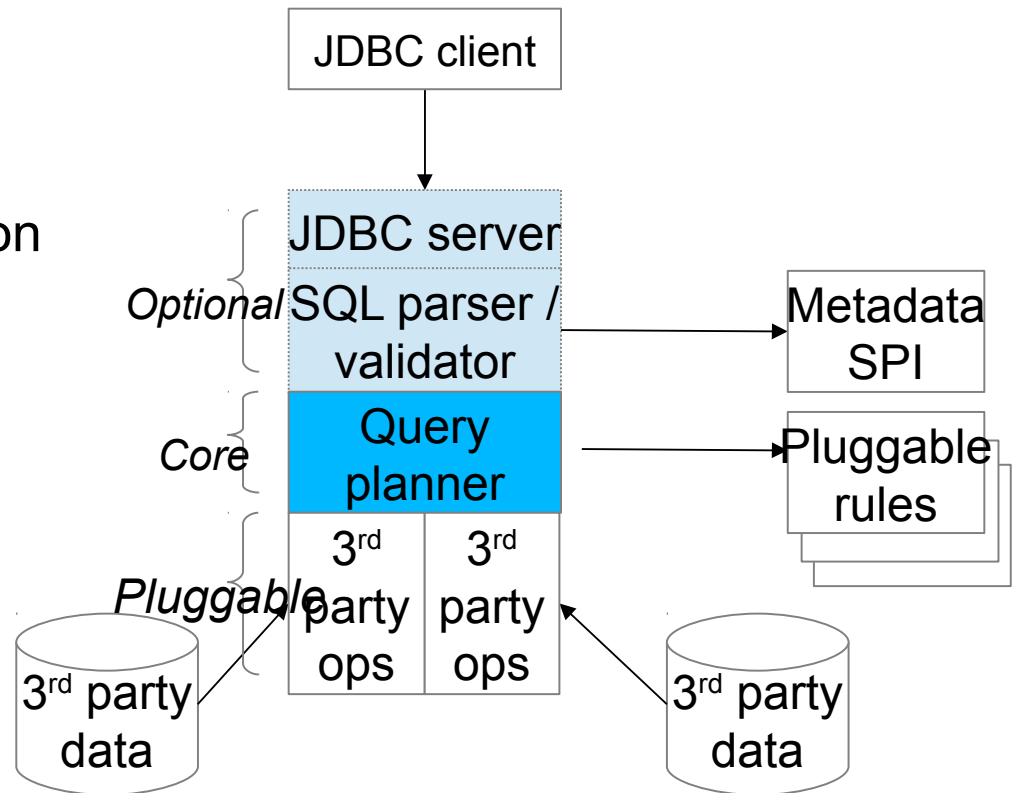 JDBC client
on
JDBC server
Optional
SQL parser /
validator
Metadata
SPI
Core
Query
planner
Pluggable
rules
Pluggable
3rd
party
ops
3rd
party
ops
3rd party
data
3rd party
data